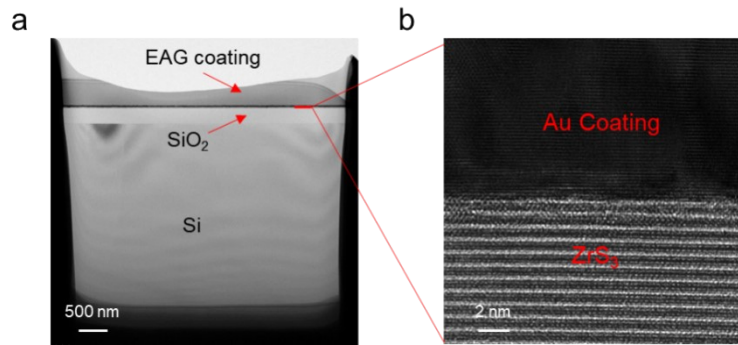 a
EAG coating
SiO₂
Si
500 nm
b
Au Coating
ZrS₃
2 nm